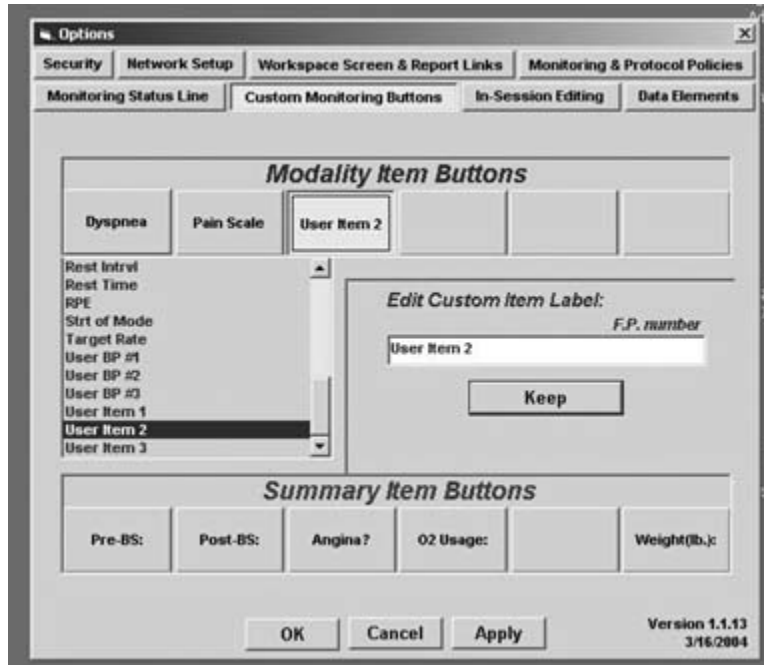 Options
Security Network Setup Workspace Screen & Report Links Monitoring & Protocol Policies
Monitoring Status Line Custom Monitoring Buttons In-Session Editing Data Elements
Modality Item Buttons
Dyspnea Pain Scale User Item 2
Rest Intrvl
Rest Time
RPE
Strt of Mode
Target Rate
User BP #1
User BP #2
User BP #3
User Item 1
User Item 2
User Item 3
Edit Custom Item Label:
F.P. number
User Item 2
Keep
Summary Item Buttons
Pre-BS: Post-BS: Angina? O2 Usage: Weight(lb.):
OK Cancel Apply
Version 1.1.13
3/16/2004